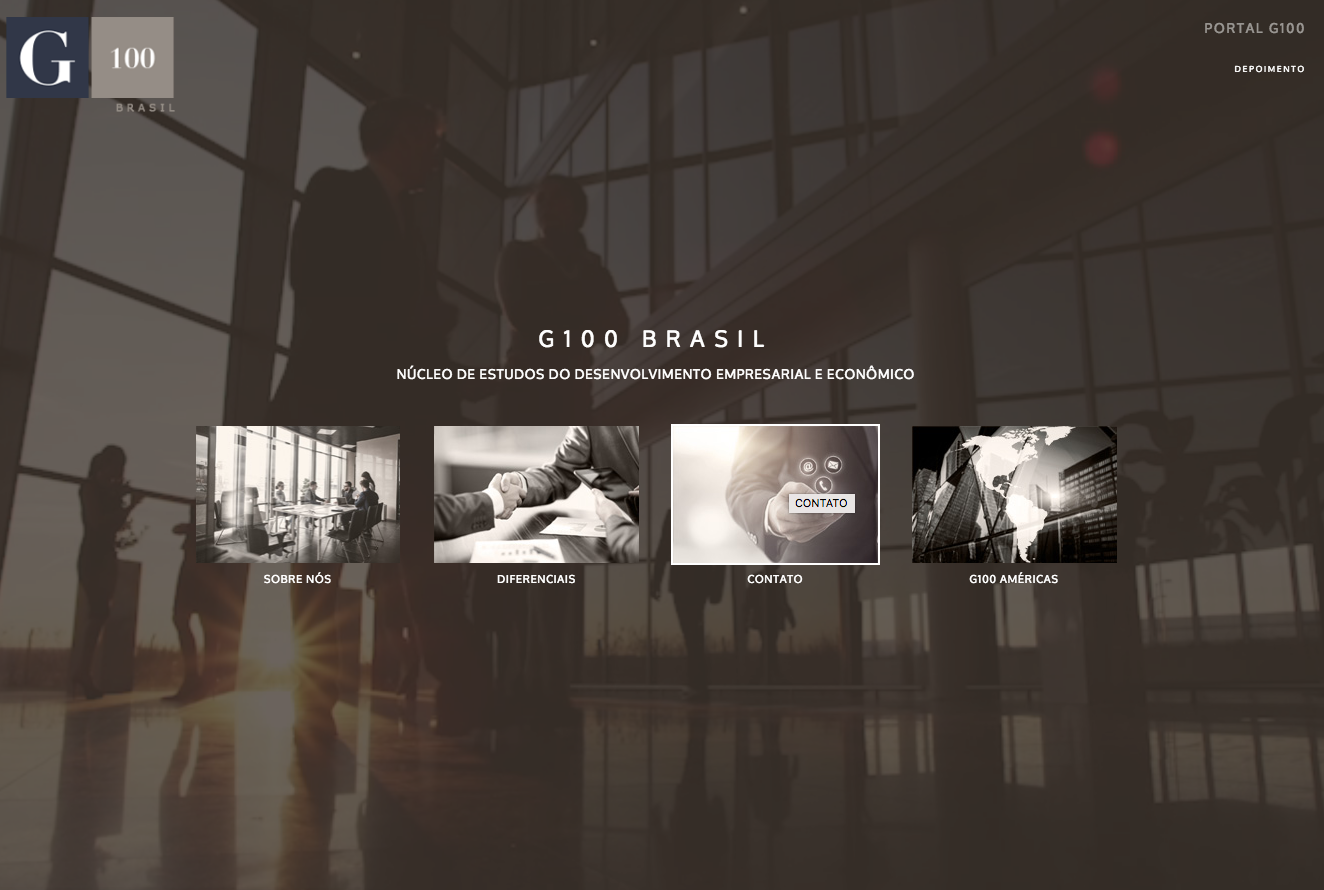 G 100
BRASIL
PORTAL G100
DEPOIMENTO
G100 BRASIL
NÚCLEO DE ESTUDOS DO DESENVOLVIMENTO EMPRESARIAL E ECONÔMICO
@
CONTATO
SOBRE NÓS
DIFERENCIAIS
CONTATO
G100 AMÉRICAS